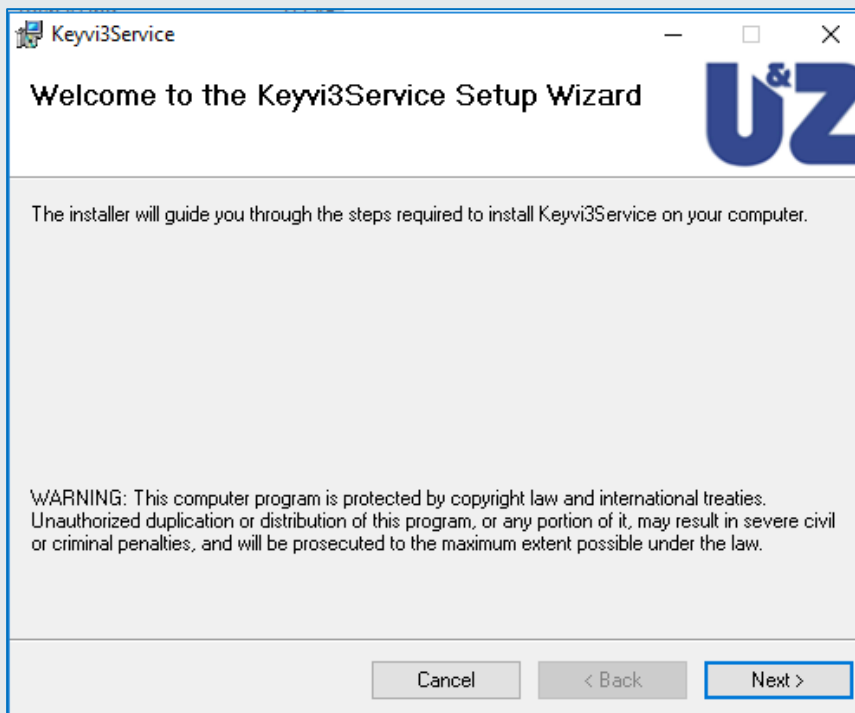 Keyvi3Service
Welcome to the Keyvi3Service Setup Wizard
U&Z
The installer will guide you through the steps required to install Keyvi3Service on your computer.
WARNING: This computer program is protected by copyright law and international treaties.
Unauthorized duplication or distribution of this program, or any portion of it, may result in severe civil
or criminal penalties, and will be prosecuted to the maximum extent possible under the law.
Cancel
< Back
Next >